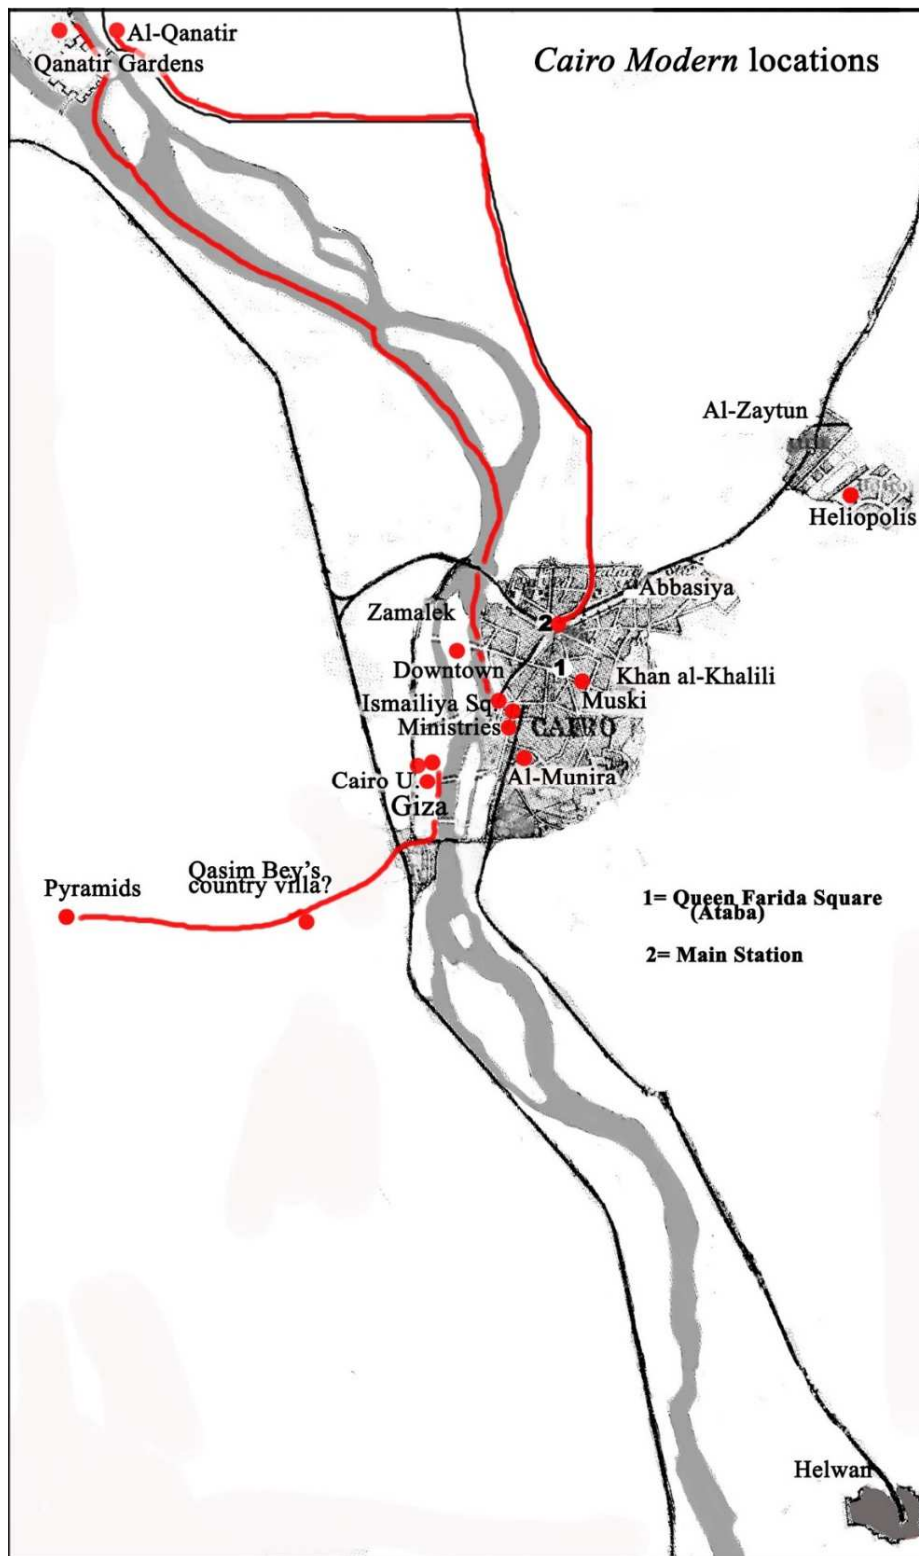 Al-Qanatir
Cairo Modern locations
Qanatir Gardens
Al-Zaytun
Heliopolis
Abbasiya
Zamalek
2
Downtown
1
Khan al-Khalili
Ismailiya Sq.
Muski
Ministries
CAIRO
Cairo U.
Al-Munira
Giza
Qasim Bey's
country villa?
Pyramids
1= Queen Farida Square
(Ataba)
2= Main Station
Helwan